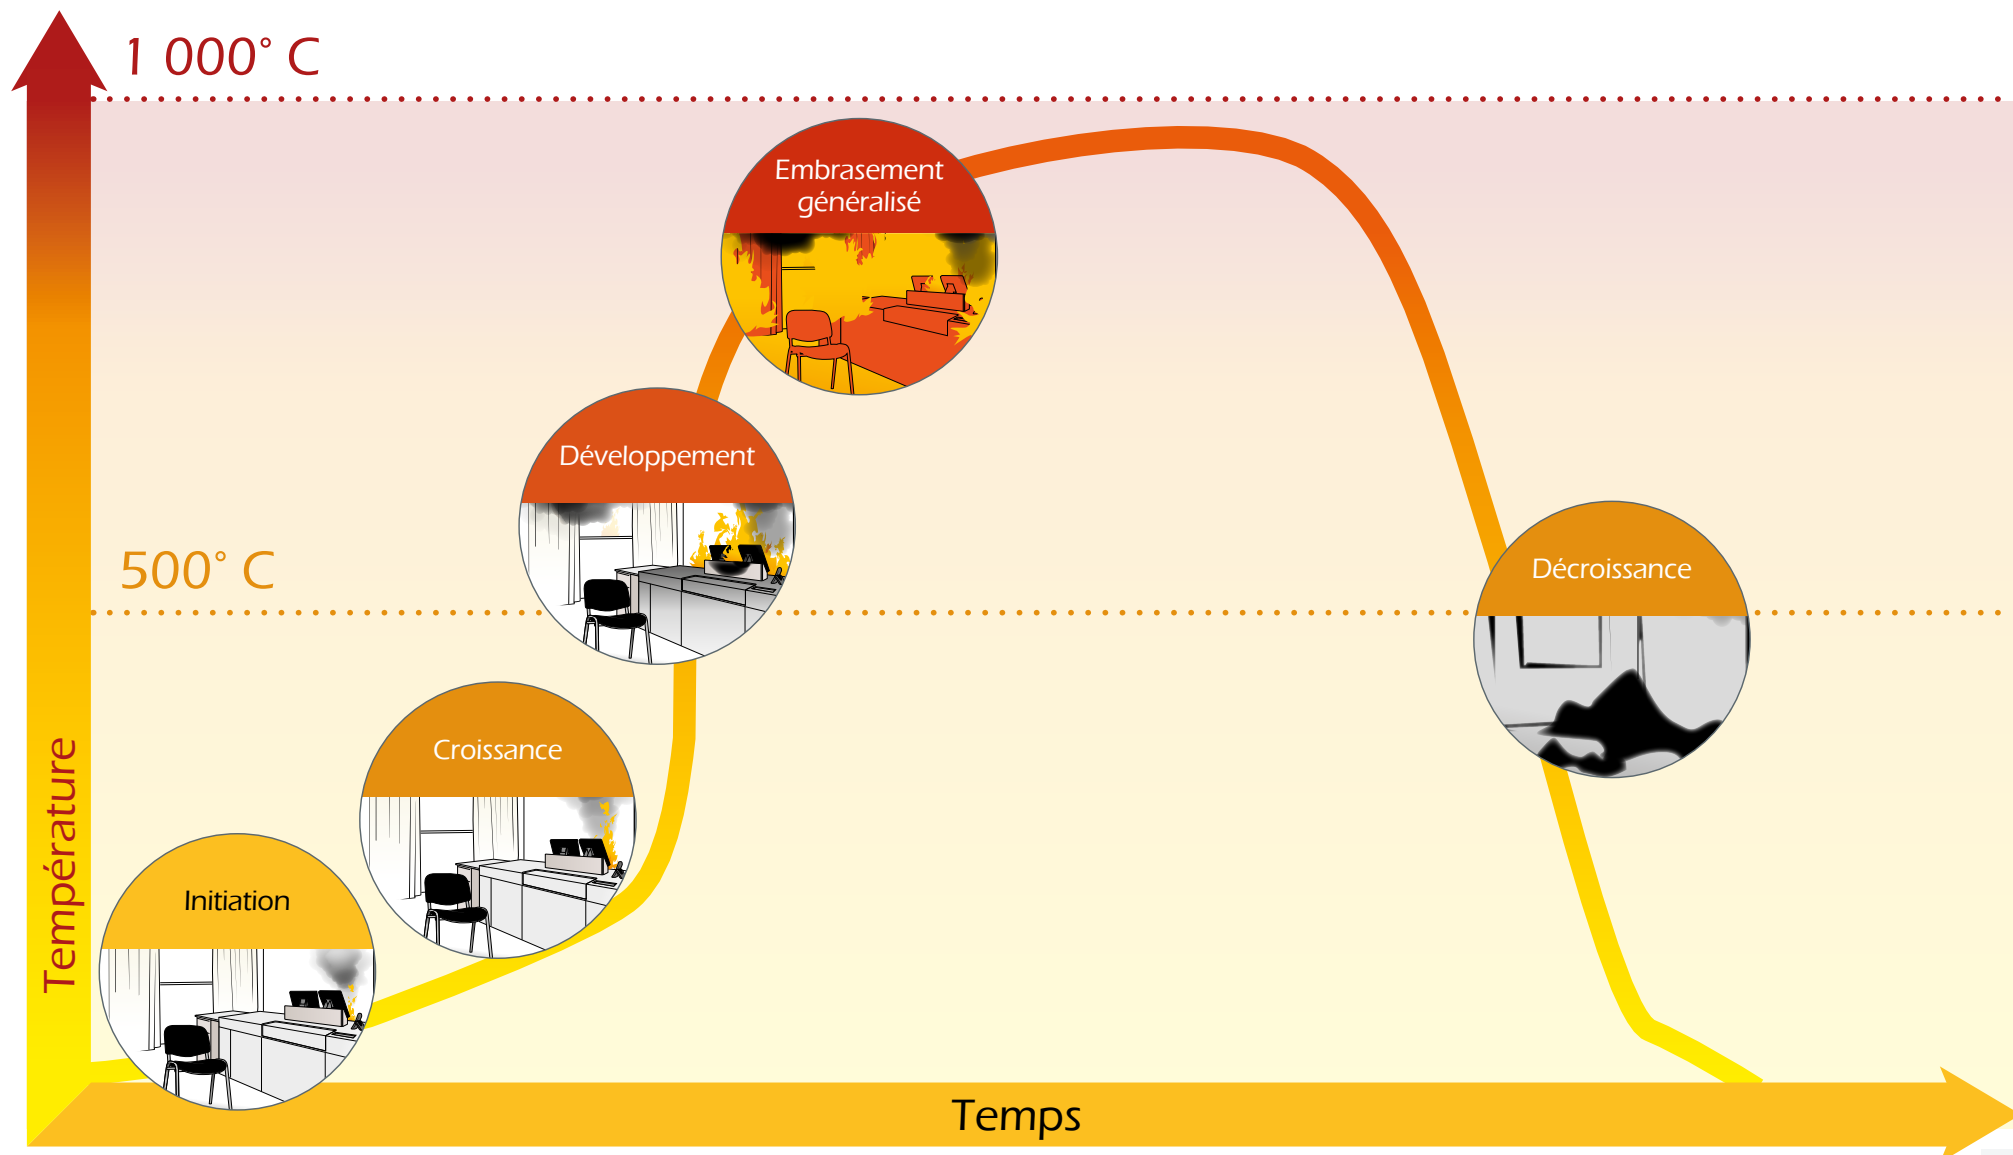 1 000° C
Embrasement
généralisé
Développement
500° C
Décroissance
Croissance
Température
Initiation
Temps